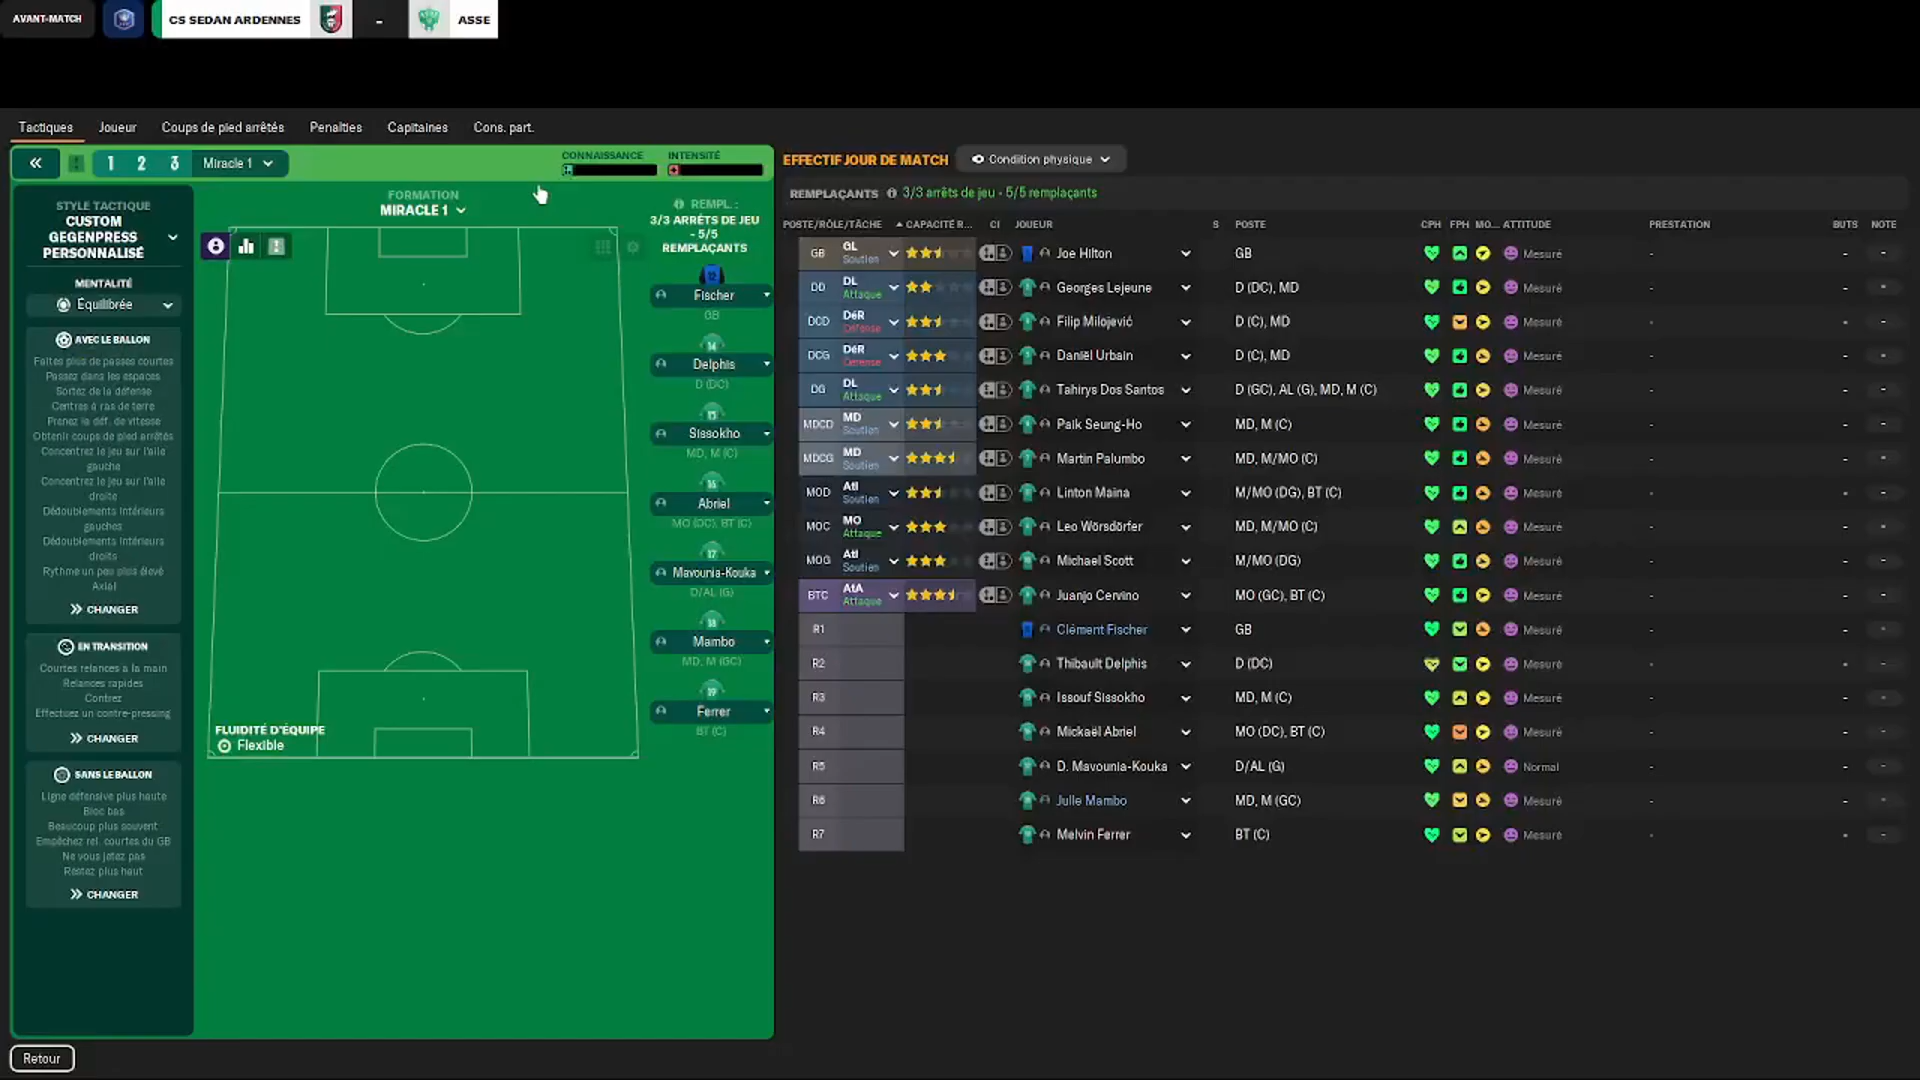 AVANT-MATCH
CS SEDAN ARDENNES
-
ASSE
Tactiques
Joueur
Coups de pied arrêtés
Penalties
Capitaines
Cons. part.
1 2 3
Miracle 1
CONNAISSANCE
INTENSITÉ
STYLE TACTIQUE
CUSTOM
GEGENPRESS
PERSONNALISÉ
MENTALITÉ
Équilibrée
AVEC LE BALLON
Faites plus de passes courtes
Passez dans les espaces
Sortez de la défense
Centres à ras de terre
Prenez la déf. de vitesse
Obtenir coups de pied arrêtés
Concentrez le jeu sur l'aile
gauche
Concentrez le jeu sur l'aile
droite
Dédoublements intérieurs
gauches
Dédoublements intérieurs
droits
Rythme un peu plus élevé
Axiel
CHANGER
EN TRANSITION
Courtes relances à la main
Relances rapides
Contrez
Effectuez un contre-pressing
CHANGER
SANS LE BALLON
Ligne défensive plus haute
Bloc bas
Beaucoup plus souvent
Empêchez rel. courtes du GB
Ne vous jetez pas
Restez plus haut
CHANGER
FORMATION
MIRACLE 1
FLUIDITÉ D'ÉQUIPE
Flexible
REMPL. :
3/3 ARRÊTS DE JEU
- 5/5
REMPLAÇANTS
12
Fischer
GB
14
Delphis
D (DC)
15
Sissokho
MD, M (C)
16
Abriel
MO (DC), BT (C)
17
Mavounia-Kouka
D/AL (G)
18
Mambo
MD, M (GC)
19
Ferrer
BT (C)
EFFECTIF JOUR DE MATCH
Condition physique
REMPLAÇANTS 3/3 arrêts de jeu - 5/5 remplaçants
POSTE/RÔLE/TÂCHE CAPACITÉ R... CI JOUEUR S POSTE CPH FPH MO... ATTITUDE PRESTATION BUTS NOTE
GB GL Soutien Joe Hilton GB Mesuré - - -
DD DL Attaque Georges Lejeune D (DC), MD Mesuré - - -
DCD DéR Défense Filip Milojević D (C), MD Mesuré - - -
DCG DéR Défense Daniël Urbain D (C), MD Mesuré - - -
DG DL Attaque Tahirys Dos Santos D (GC), AL (G), MD, M (C) Mesuré - - -
MDCD MD Soutien Paik Seung-Ho MD, M (C) Mesuré - - -
MDCG MD Soutien Martin Palumbo MD, M/MO (C) Mesuré - - -
MOD AtI Soutien Linton Maina M/MO (DG), BT (C) Mesuré - - -
MOC MO Attaque Leo Wörsdörfer MD, M/MO (C) Mesuré - - -
MOG AtI Soutien Michael Scott M/MO (DG) Mesuré - - -
BTC AtA Attaque Juanjo Cervino MO (GC), BT (C) Mesuré - - -
R1 Clément Fischer GB Mesuré - - -
R2 Thibault Delphis D (DC) Mesuré - - -
R3 Issouf Sissokho MD, M (C) Mesuré - - -
R4 Mickaël Abriel MO (DC), BT (C) Mesuré - - -
R5 D. Mavounia-Kouka D/AL (G) Normal - - -
R6 Julle Mambo MD, M (GC) Mesuré - - -
R7 Melvin Ferrer BT (C) Mesuré - - -
Retour